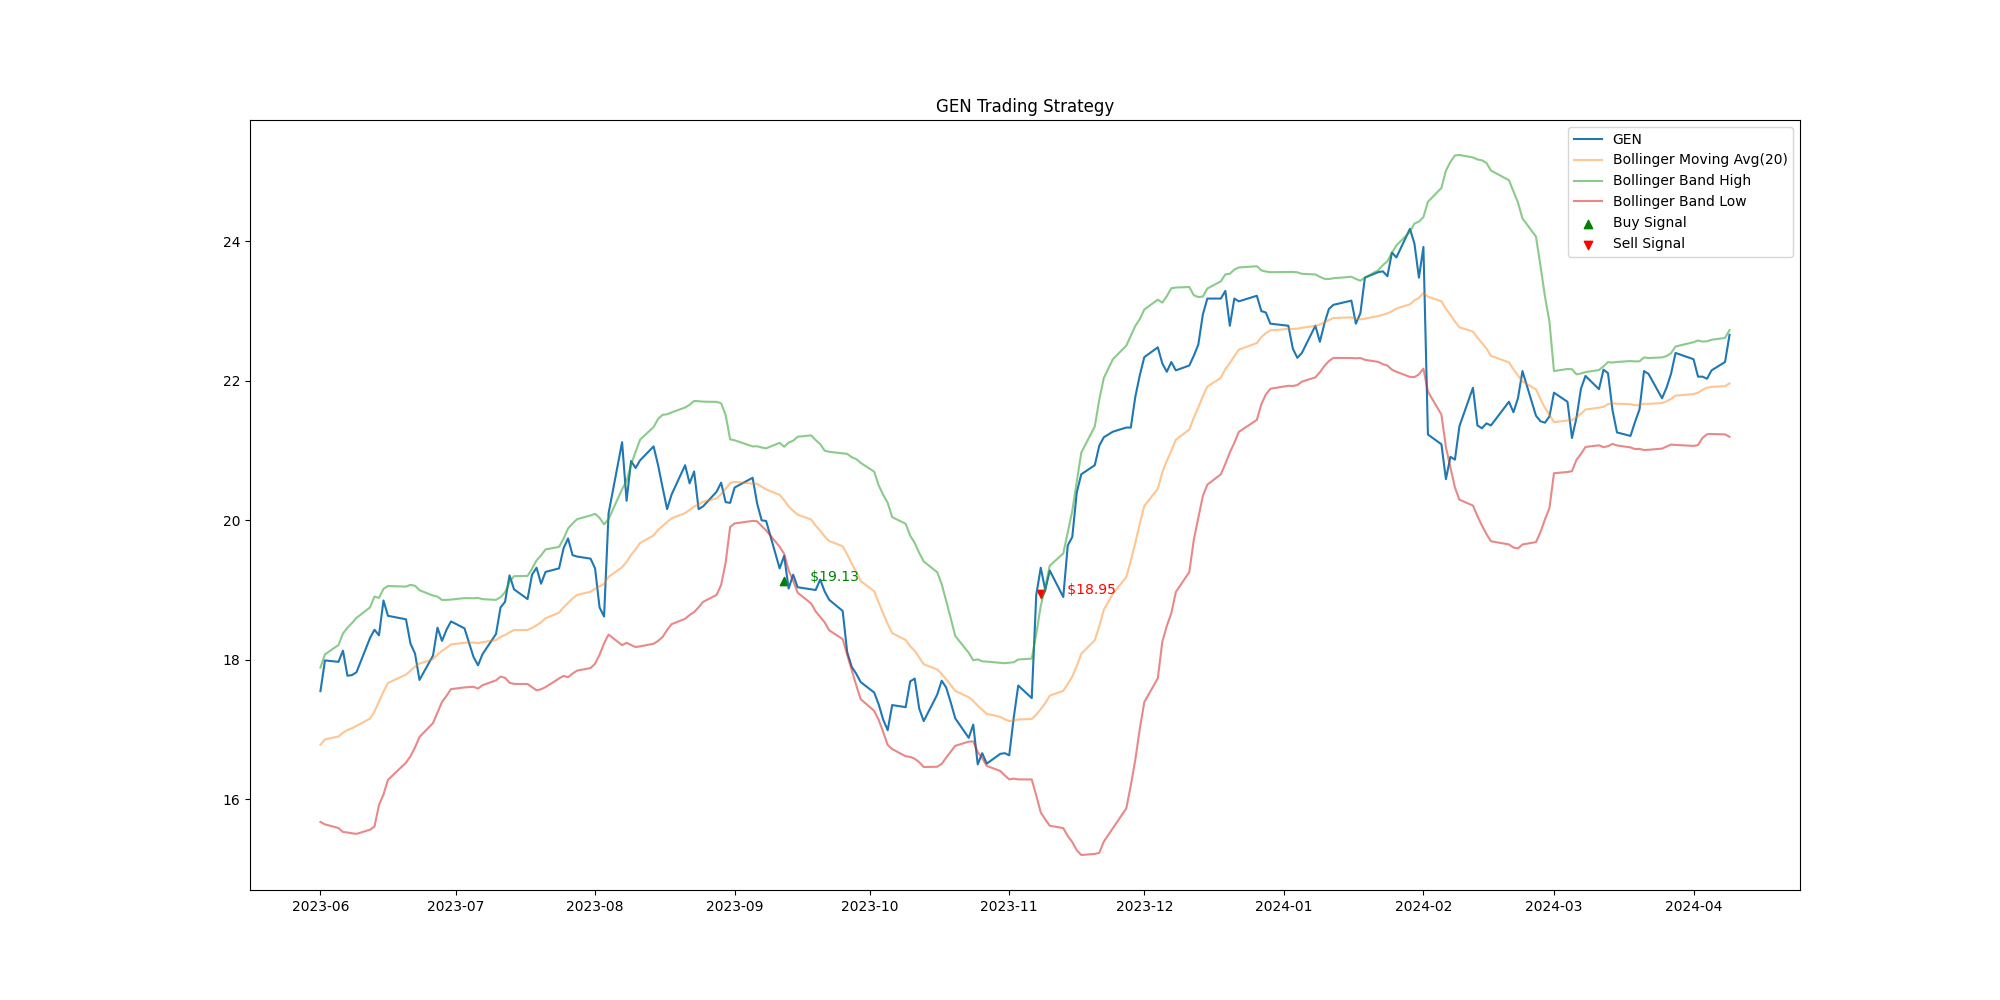 GEN Trading Strategy
GEN
Bollinger Moving Avg(20)
Bollinger Band High
Bollinger Band Low
Buy Signal
Sell Signal
24
22
20
18
16
$19.13
$18.95
2023-06
2023-07
2023-08
2023-09
2023-10
2023-11
2023-12
2024-01
2024-02
2024-03
2024-04